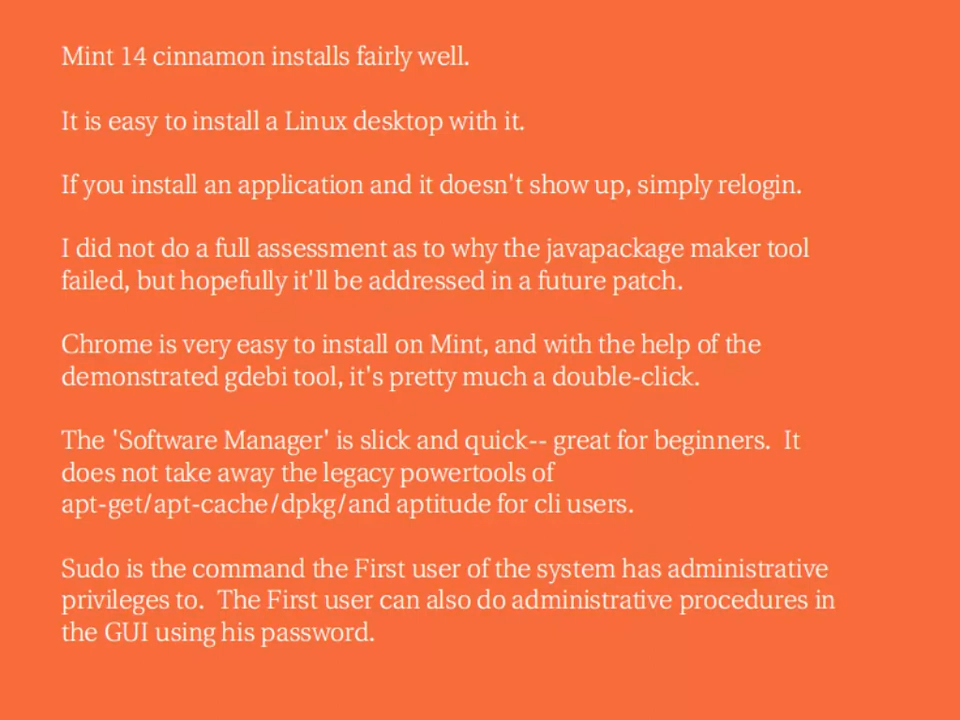 Mint 14 cinnamon installs fairly well.
It is easy to install a Linux desktop with it.
If you install an application and it doesn't show up, simply relogin.
I did not do a full assessment as to why the javapackage maker tool
failed, but hopefully it'll be addressed in a future patch.
Chrome is very easy to install on Mint, and with the help of the
demonstrated gdebi tool, it's pretty much a double-click.
The 'Software Manager' is slick and quick-- great for beginners.  It
does not take away the legacy powertools of
apt-get/apt-cache/dpkg/and aptitude for cli users.
Sudo is the command the First user of the system has administrative
privileges to.  The First user can also do administrative procedures in
the GUI using his password.